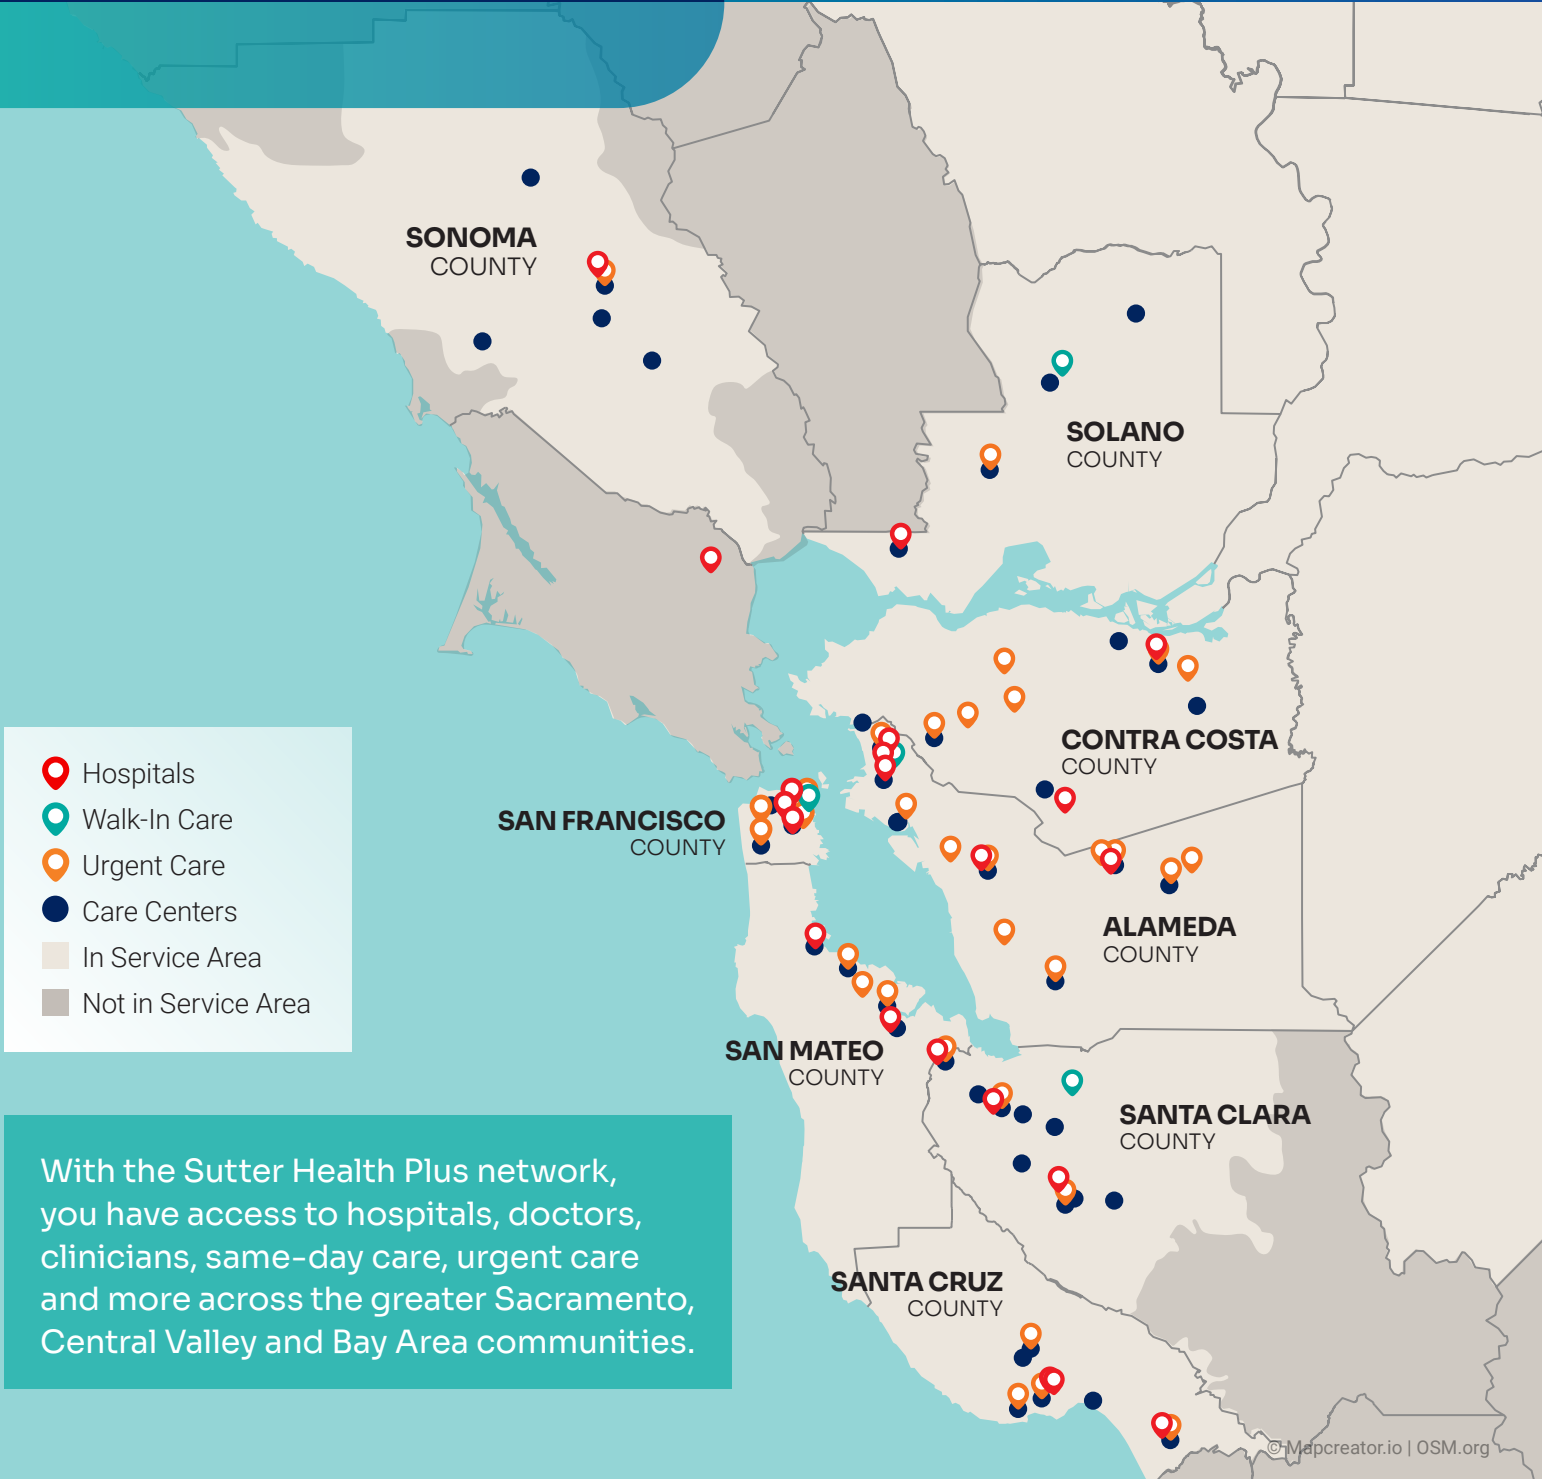 SONOMA
COUNTY
SOLANO
COUNTY
CONTRA COSTA
COUNTY
Hospitals
Walk-In Care
Urgent Care
Care Centers
In Service Area
Not in Service Area
SAN FRANCISCO
COUNTY
ALAMEDA
COUNTY
SAN MATEO
COUNTY
SANTA CLARA
COUNTY
With the Sutter Health Plus network,
you have access to hospitals, doctors,
clinicians, same-day care, urgent care
and more across the greater Sacramento,
Central Valley and Bay Area communities.
SANTA CRUZ
COUNTY
© Mapcreator.io | OSM.org